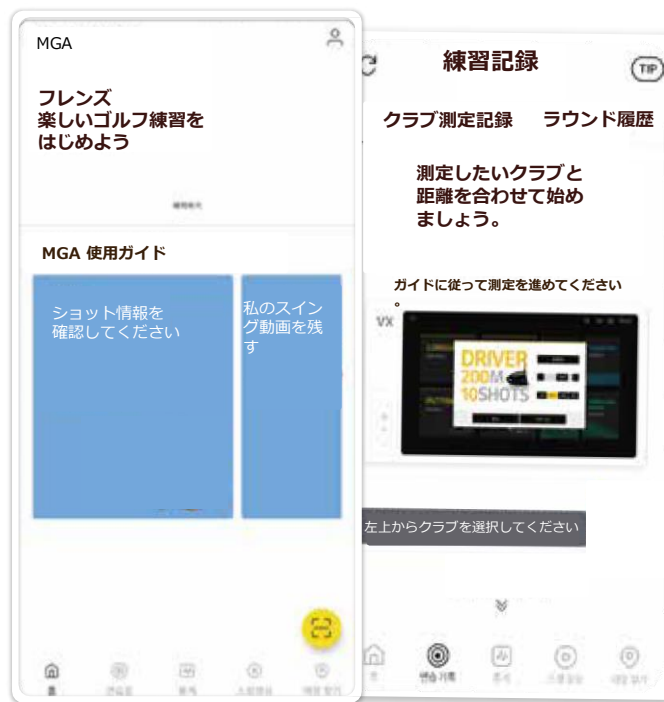 MGA
フレンズ
楽しいゴルフ練習を
はじめよう
MGA 使用ガイド
ショット情報を
確認してください
私のスイン
グ動画を残
す
홈
練習記録
TIP
クラブ測定記録 ラウンド履歴
測定したいクラブと
距離を合わせて始め
ましょう。
ガイドに従って測定を進めてください
。
VX
DRIVER
200M
10SHOTS
左上からクラブを選択してください
연습 기록